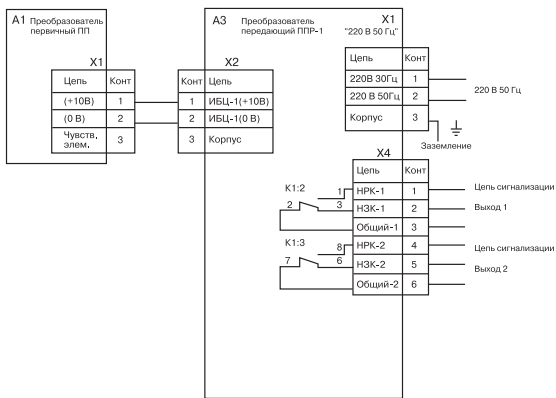 А1 Преобразователь
первичный ПП
X1
Цепь Конт
(+10В) 1
(0 В) 2
Чувств.
элем. 3
А3 Преобразователь
передающий ППР-1
X2
Конт Цепь
1 ИБЦ-1(+10В)
2 ИБЦ-1(0 В)
3 Корпус
X1
"220 В 50 Гц"
Цепь Конт
220В 30Гц 1
220 В 50Гц 2
Корпус 3
220 В 50 Гц
Заземление
X4
Цепь Конт
К1:2
1 НРК-1 1
2 3 НЗК-1 2
Общий-1 3
К1:3
8 НРК-2 4
7 6 НЗК-2 5
Общий-2 6
Цепь сигнализации
Выход 1
Цепь сигнализации
Выход 2